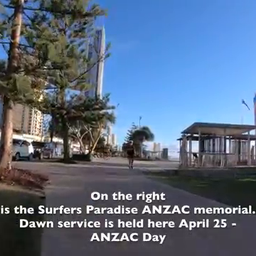 On the right
is the Surfers Paradise ANZAC memorial.
Dawn service is held here April 25 -
ANZAC Day